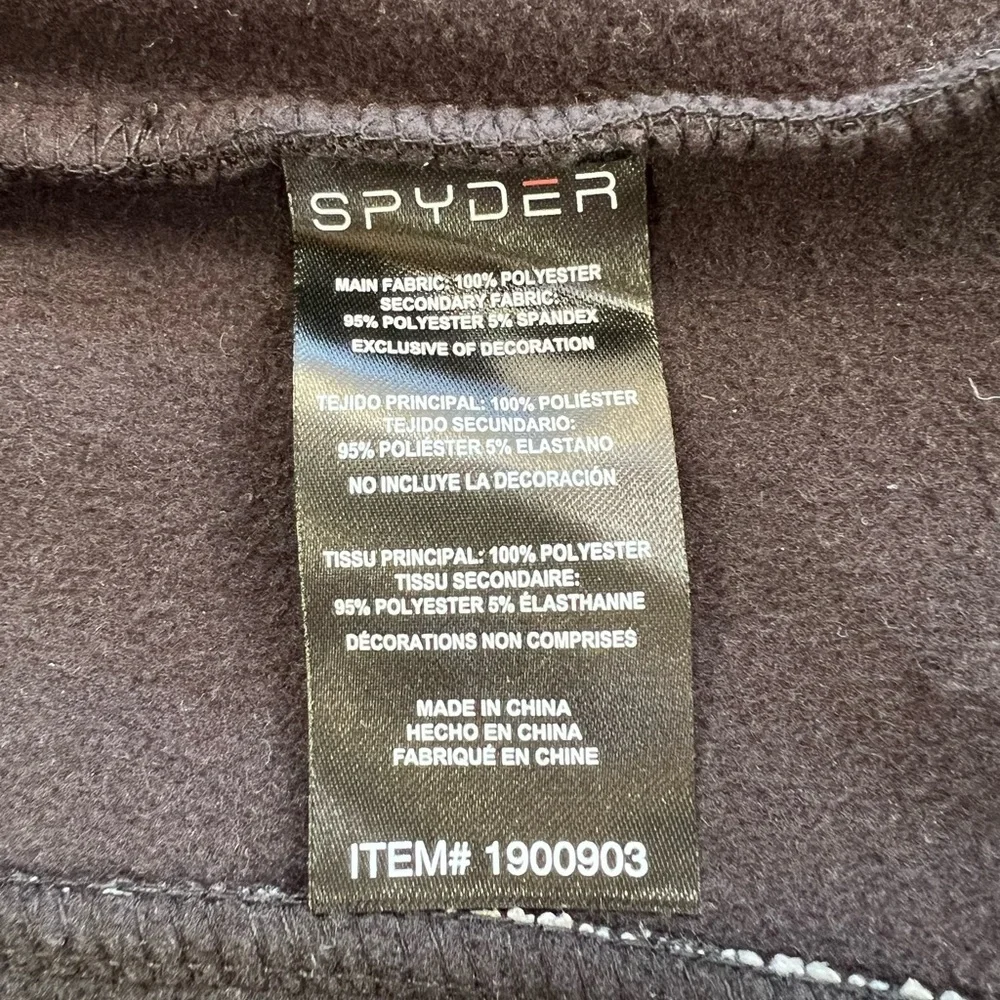 SPYDER
MAIN FABRIC: 100% POLYESTER
SECONDARY FABRIC:
95% POLYESTER 5% SPANDEX
EXCLUSIVE OF DECORATION
TEJIDO PRINCIPAL: 100% POLIÉSTER
TEJIDO SECUNDARIO:
95% POLIÉSTER 5% ELASTANO
NO INCLUYE LA DECORACIÓN
TISSU PRINCIPAL: 100% POLYESTER
TISSU SECONDAIRE:
95% POLYESTER 5% ÉLASTHANNE
DÉCORATIONS NON COMPRISES
MADE IN CHINA
HECHO EN CHINA
FABRIQUÉ EN CHINE
ITEM# 1900903